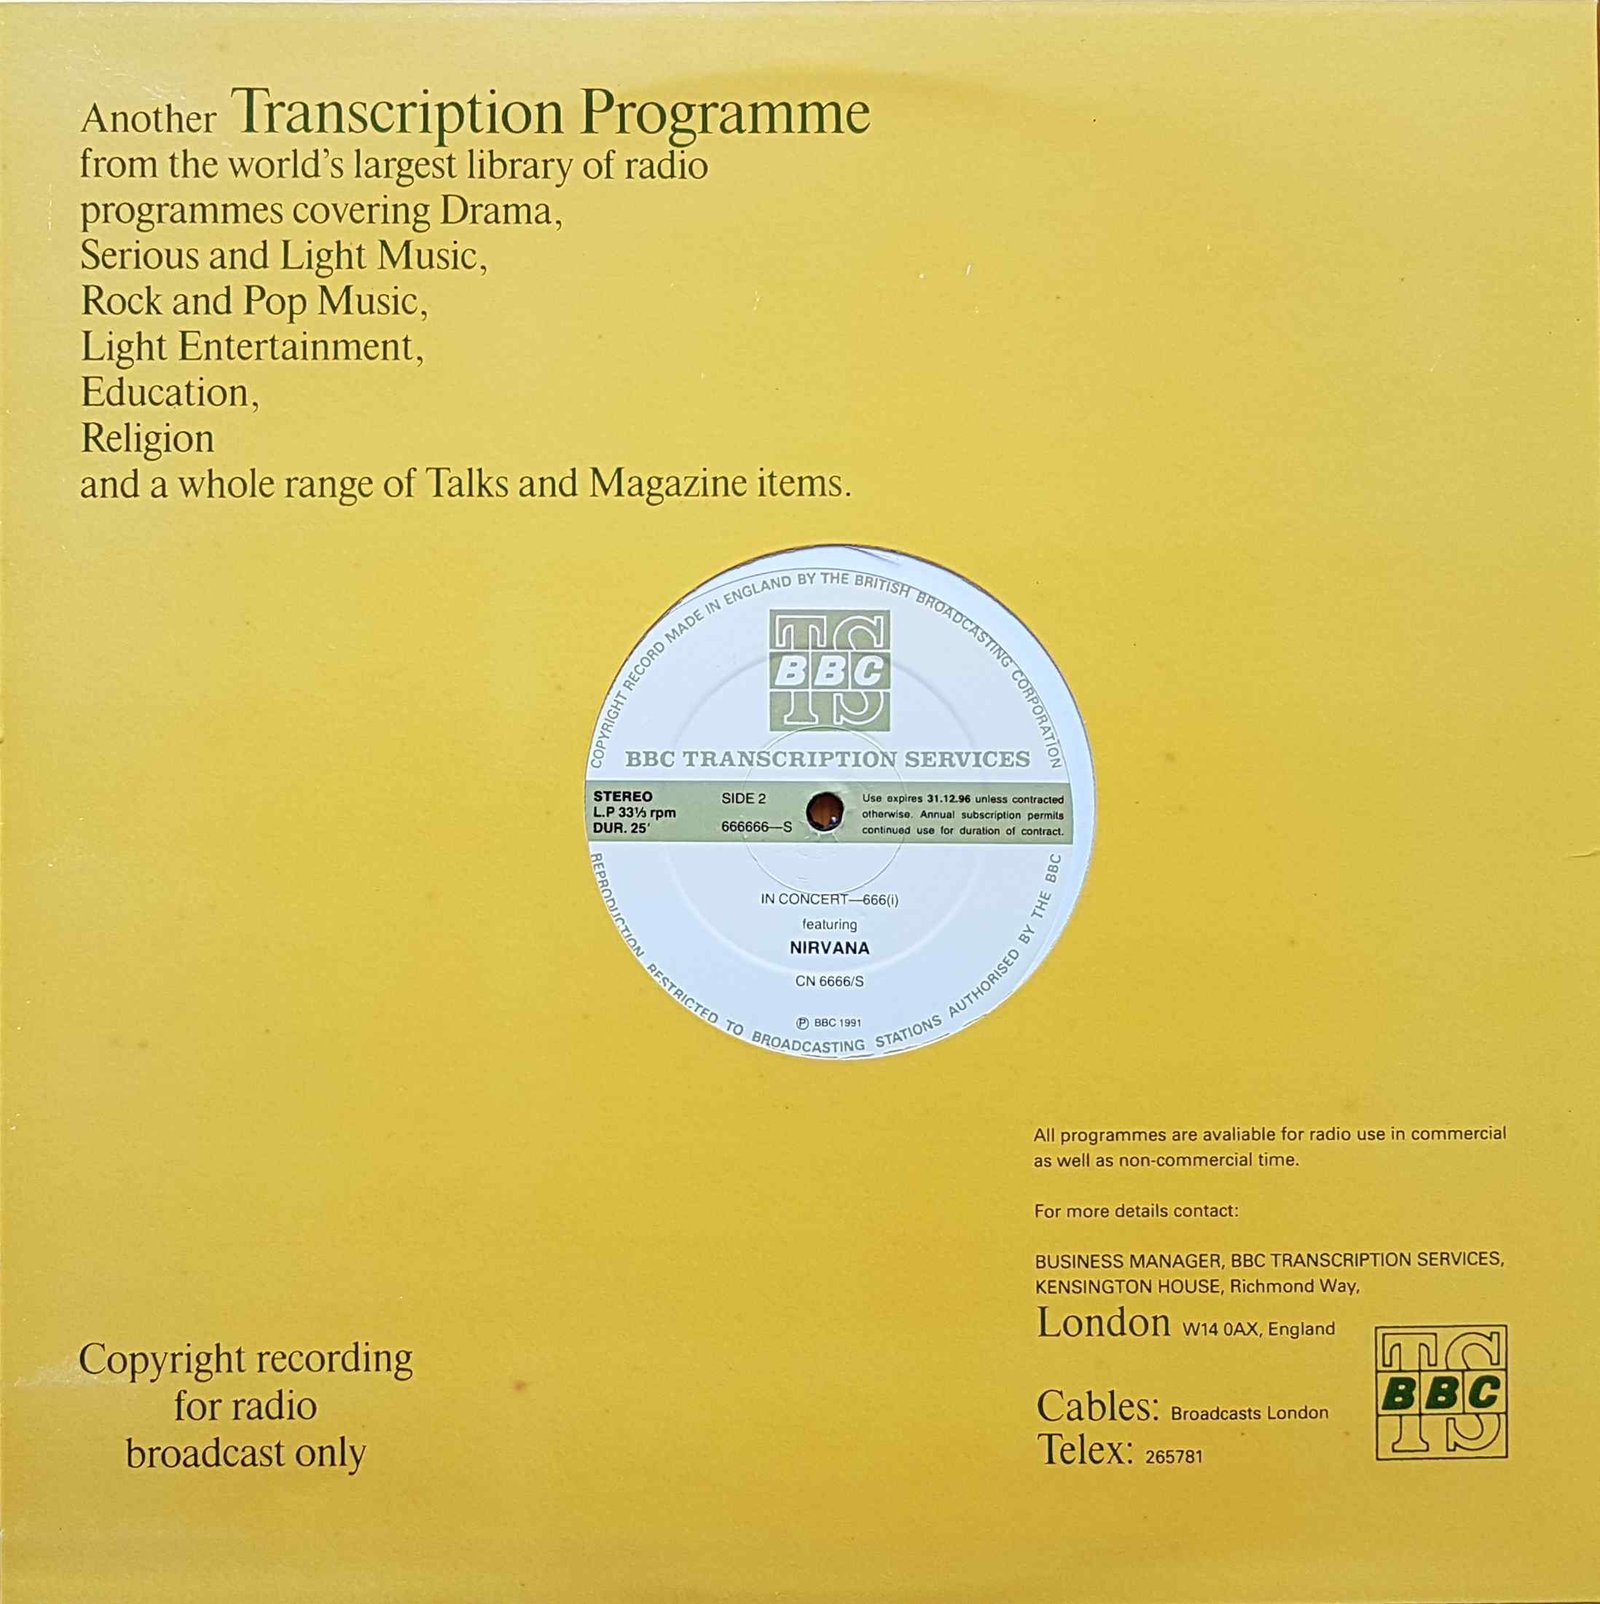 Another Transcription Programme
from the world's largest library of radio
programmes covering Drama,
Serious and Light Music,
Rock and Pop Music,
Light Entertainment,
Education,
Religion
and a whole range of Talks and Magazine items.
COPYRIGHT RECORD MADE IN ENGLAND BY THE BRITISH BROADCASTING CORPORATION
TS
BBC
TS
BBC TRANSCRIPTION SERVICES
STEREO
L.P 33⅓ rpm
DUR. 25'
SIDE 2
666666—S
Use expires 31.12.96 unless contracted
otherwise. Annual subscription permits
continued use for duration of contract.
IN CONCERT—666(i)
featuring
NIRVANA
CN 6666/S
℗ BBC 1991
REPRODUCTION RESTRICTED TO BROADCASTING STATIONS AUTHORISED BY THE BBC
All programmes are avaliable for radio use in commercial
as well as non-commercial time.
For more details contact:
BUSINESS MANAGER, BBC TRANSCRIPTION SERVICES,
KENSINGTON HOUSE, Richmond Way,
London W14 0AX, England
Cables: Broadcasts London
Telex: 265781
TS
BBC
TS
Copyright recording
for radio
broadcast only